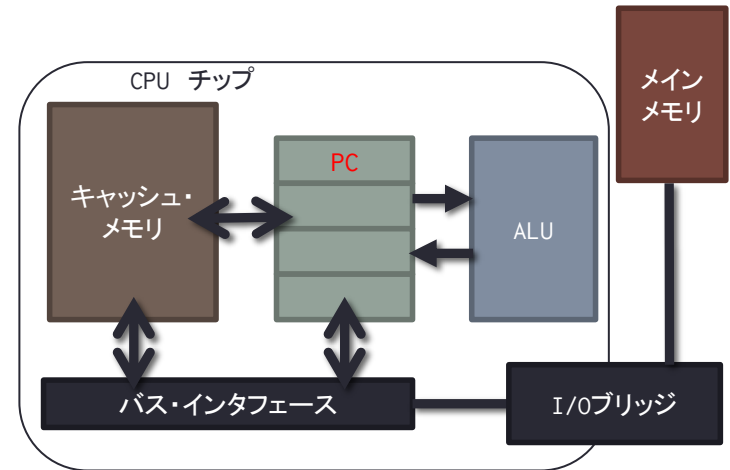 CPU チップ
メイン
メモリ
PC
キャッシュ・
メモリ
ALU
バス・インタフェース
I/Oブリッジ